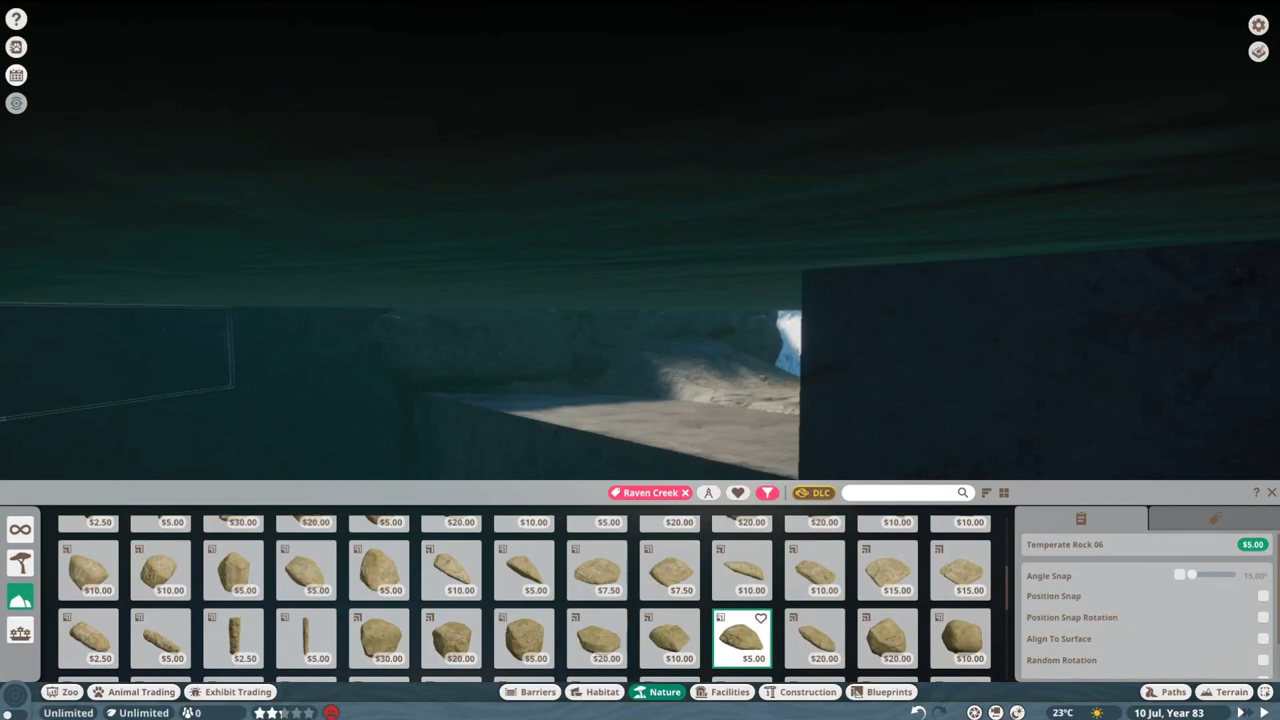 ?
Raven Creek ×
DLC
? ×
$2.50 $5.00 $30.00 $20.00 $5.00 $20.00 $10.00 $5.00 $20.00 $20.00 $20.00 $10.00 $10.00
$10.00 $10.00 $5.00 $5.00 $5.00 $10.00 $5.00 $7.50 $7.50 $10.00 $10.00 $15.00 $15.00
$2.50 $5.00 $2.50 $5.00 $30.00 $20.00 $5.00 $20.00 $10.00 $5.00 $20.00 $20.00 $10.00
Temperate Rock 06 $5.00
Angle Snap 15.00°
Position Snap
Position Snap Rotation
Align To Surface
Random Rotation
Zoo Animal Trading Exhibit Trading Barriers Habitat Nature Facilities Construction Blueprints Paths Terrain
Unlimited Unlimited 0 23°C 10 Jul, Year 83